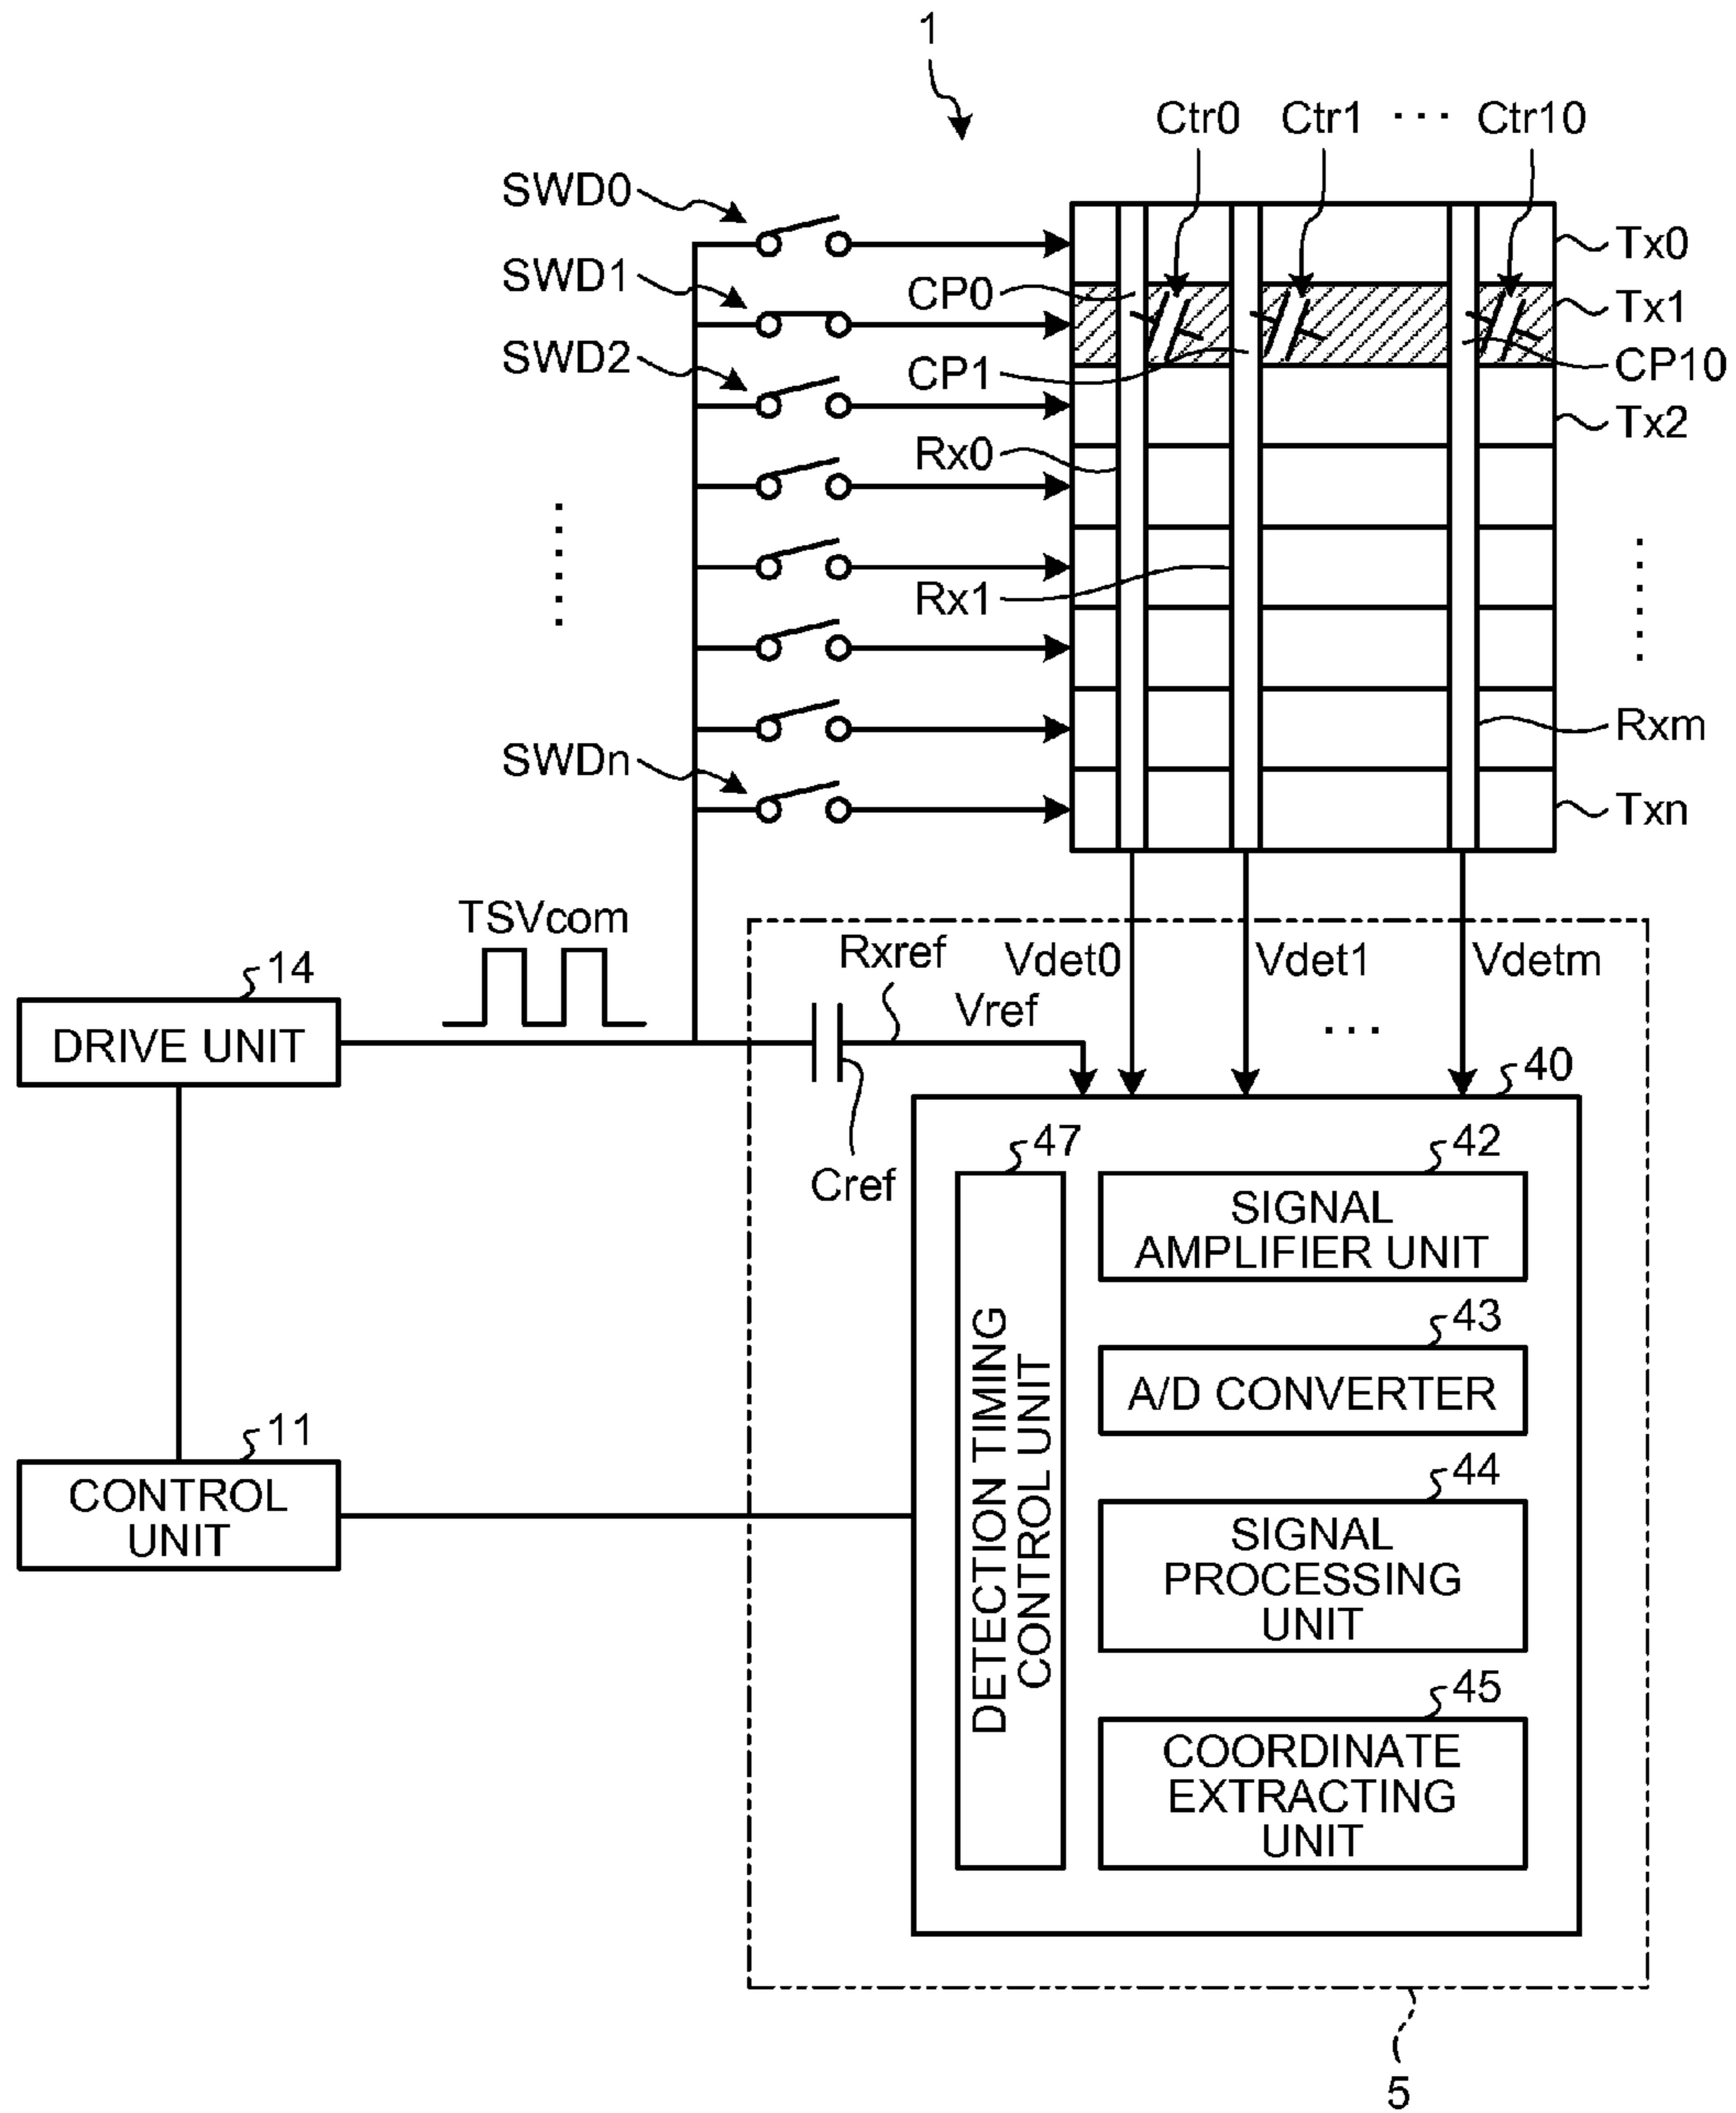 1
Ctr0 Ctr1 ... Ctr10
SWD0
Tx0
SWD1
CP0
Tx1
SWD2
CP1
CP10
Tx2
Rx0
Rx1
Rxm
SWDn
Txn
TSVcom
Rxref
Vdet0
Vdet1
Vdetm
14
Vref
...
DRIVE UNIT
40
47
42
Cref
SIGNAL
AMPLIFIER UNIT
43
A/D CONVERTER
11
CONTROL
UNIT
DETECTION TIMING
CONTROL UNIT
44
SIGNAL
PROCESSING
UNIT
45
COORDINATE
EXTRACTING
UNIT
5